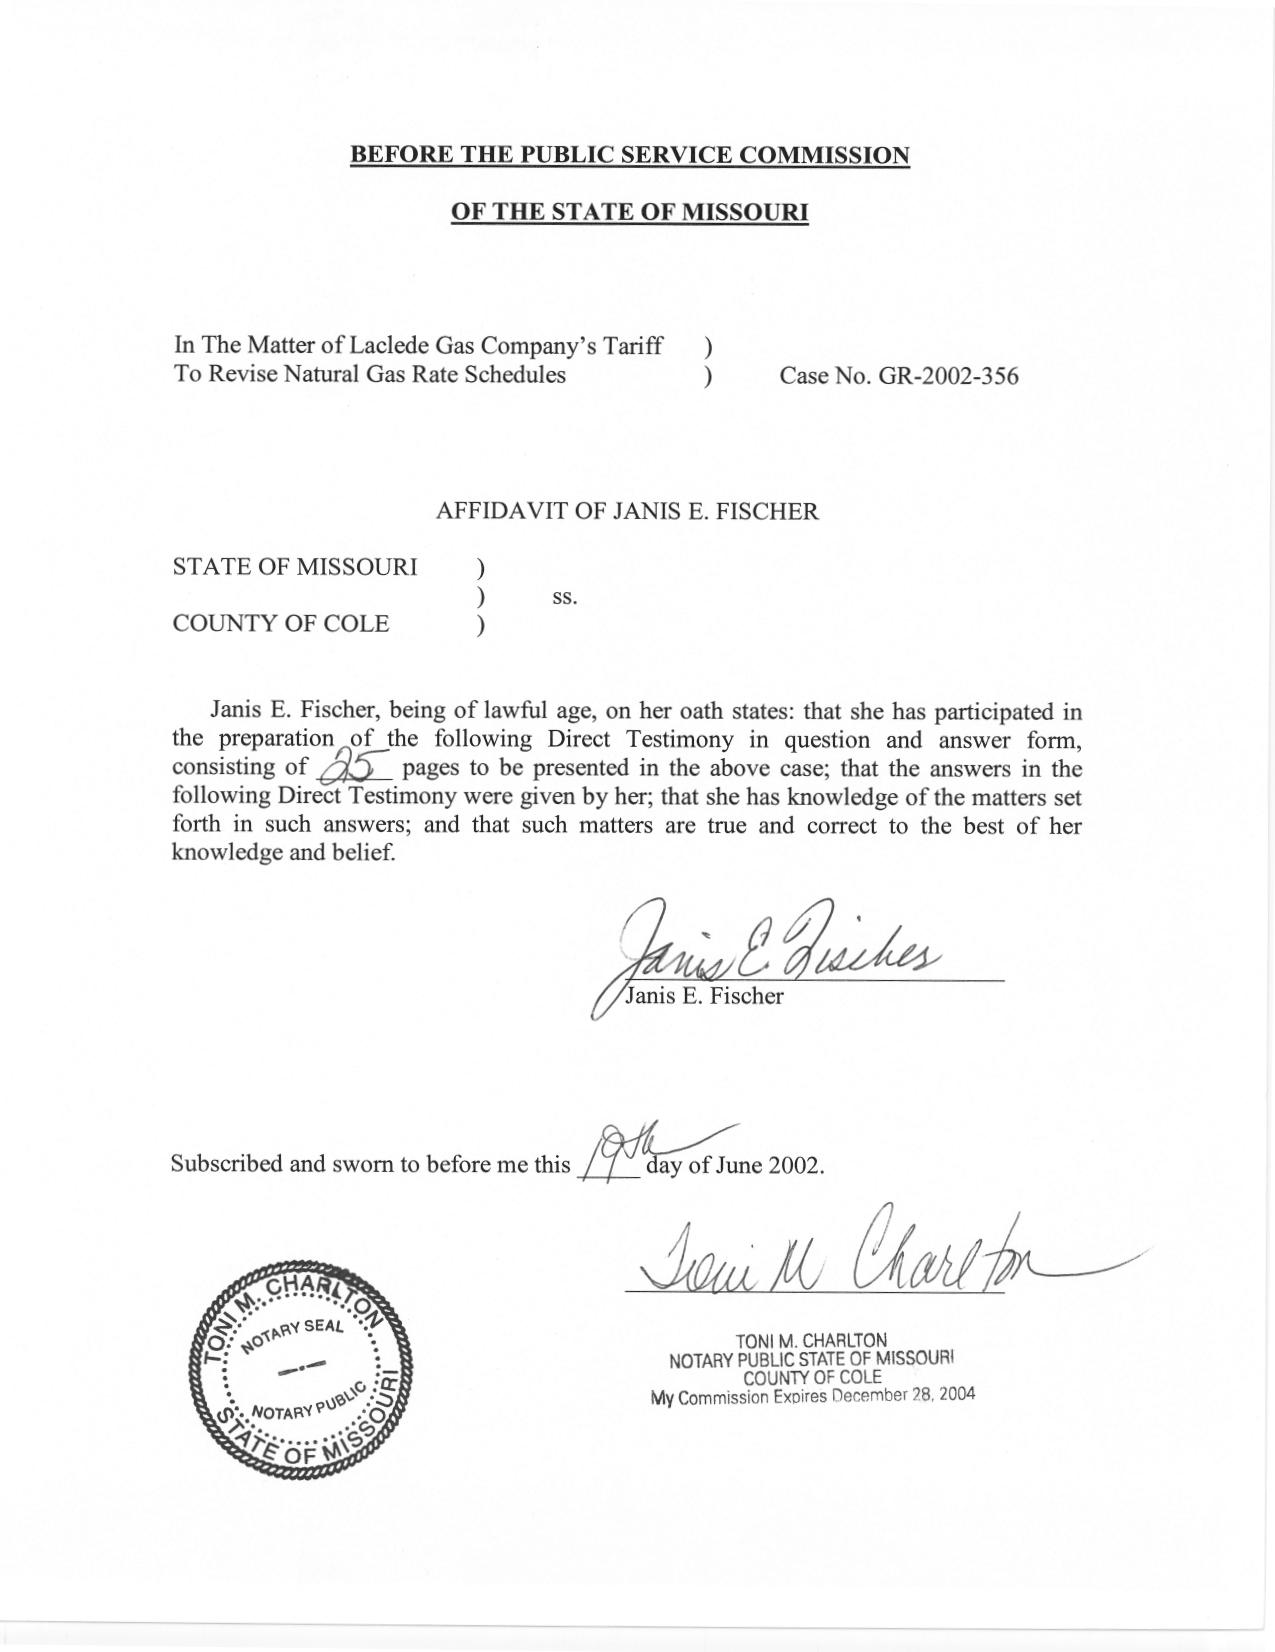 BEFORE THE PUBLIC SERVICE COMMISSION
OF THE STATE OF MISSOURI
In The Matter of Laclede Gas Company's Tariff )
To Revise Natural Gas Rate Schedules ) Case No. GR-2002-356
AFFIDAVIT OF JANIS E. FISCHER
STATE OF MISSOURI )
) ss.
COUNTY OF COLE )
Janis E. Fischer, being of lawful age, on her oath states: that she has participated in
the preparation of the following Direct Testimony in question and answer form,
consisting of 25 pages to be presented in the above case; that the answers in the
following Direct Testimony were given by her; that she has knowledge of the matters set
forth in such answers; and that such matters are true and correct to the best of her
knowledge and belief.
Janis E. Fischer
Janis E. Fischer
Subscribed and sworn to before me this 19th day of June 2002.
Toni M Charlton
TONI M. CHARLTON
NOTARY SEAL
NOTARY PUBLIC
STATE OF MISSOURI
TONI M. CHARLTON
NOTARY PUBLIC STATE OF MISSOURI
COUNTY OF COLE
My Commission Expires December 28, 2004